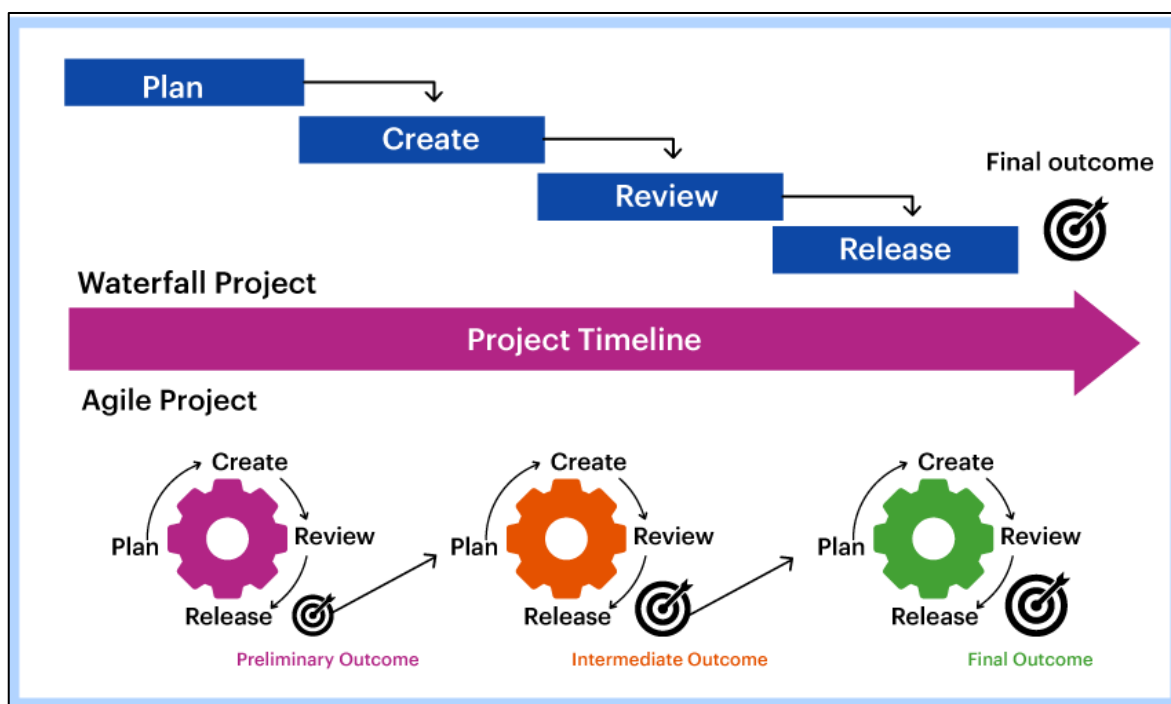 Plan
Create
Review
Release
Final outcome
Waterfall Project
Project Timeline
Agile Project
Create
Plan
Review
Release
Preliminary Outcome
Create
Plan
Review
Release
Intermediate Outcome
Create
Plan
Review
Release
Final Outcome